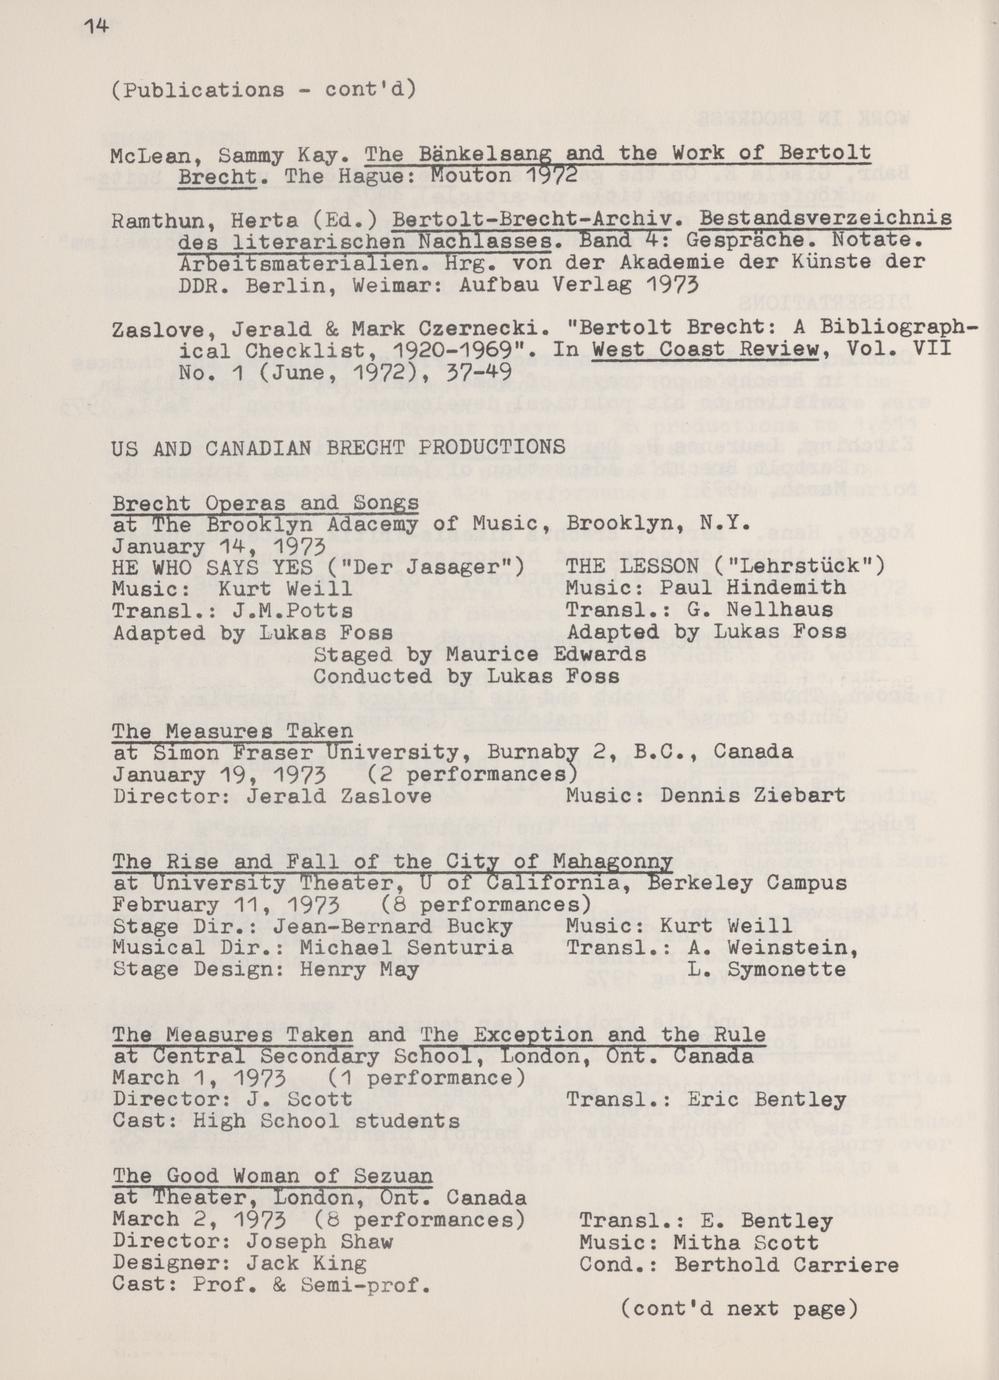 14
(Publications - cont'd)
McLean, Sammy Kay. The Bänkelsang and the Work of Bertolt
Brecht. The Hague: Mouton 1972
Ramthun, Herta (Ed.) Bertolt-Brecht-Archiv. Bestandsverzeichnis
des literarischen Nachlasses. Band 4: Gespräche. Notate.
Arbeitsmaterialien. Hrg. von der Akademie der Künste der
DDR. Berlin, Weimar: Aufbau Verlag 1973
Zaslove, Jerald & Mark Czernecki. "Bertolt Brecht: A Bibliograph-
ical Checklist, 1920-1969". In West Coast Review, Vol. VII
No. 1 (June, 1972), 37-49
US AND CANADIAN BRECHT PRODUCTIONS
Brecht Operas and Songs
at The Brooklyn Adacemy of Music, Brooklyn, N.Y.
January 14, 1973
HE WHO SAYS YES ("Der Jasager") THE LESSON ("Lehrstück")
Music: Kurt Weill Music: Paul Hindemith
Transl.: J.M.Potts Transl.: G. Nellhaus
Adapted by Lukas Foss Adapted by Lukas Foss
Staged by Maurice Edwards
Conducted by Lukas Foss
The Measures Taken
at Simon Fraser University, Burnaby 2, B.C., Canada
January 19, 1973 (2 performances)
Director: Jerald Zaslove Music: Dennis Ziebart
The Rise and Fall of the City of Mahagonny
at University Theater, U of California, Berkeley Campus
February 11, 1973 (8 performances)
Stage Dir.: Jean-Bernard Bucky Music: Kurt Weill
Musical Dir.: Michael Senturia Transl.: A. Weinstein,
Stage Design: Henry May L. Symonette
The Measures Taken and The Exception and the Rule
at Central Secondary School, London, Ont. Canada
March 1, 1973 (1 performance)
Director: J. Scott Transl.: Eric Bentley
Cast: High School students
The Good Woman of Sezuan
at Theater, London, Ont. Canada
March 2, 1973 (8 performances) Transl.: E. Bentley
Director: Joseph Shaw Music: Mitha Scott
Designer: Jack King Cond.: Berthold Carriere
Cast: Prof. & Semi-prof.
(cont'd next page)